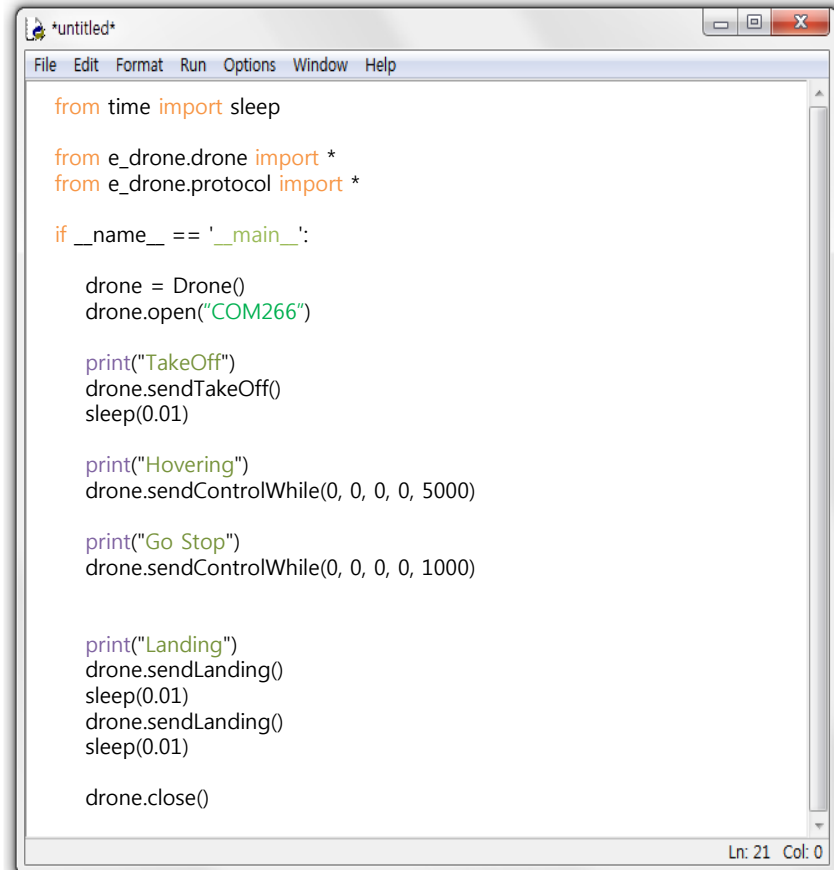 *untitled*
File Edit Format Run Options Window Help
from time import sleep
from e_drone.drone import *
from e_drone.protocol import *
if __name__ == '__main__':
drone = Drone()
drone.open(“COM266”)
print("TakeOff")
drone.sendTakeOff()
sleep(0.01)
print("Hovering")
drone.sendControlWhile(0, 0, 0, 0, 5000)
print("Go Stop")
drone.sendControlWhile(0, 0, 0, 0, 1000)
print("Landing")
drone.sendLanding()
sleep(0.01)
drone.sendLanding()
sleep(0.01)
drone.close()
Ln: 21 Col: 0